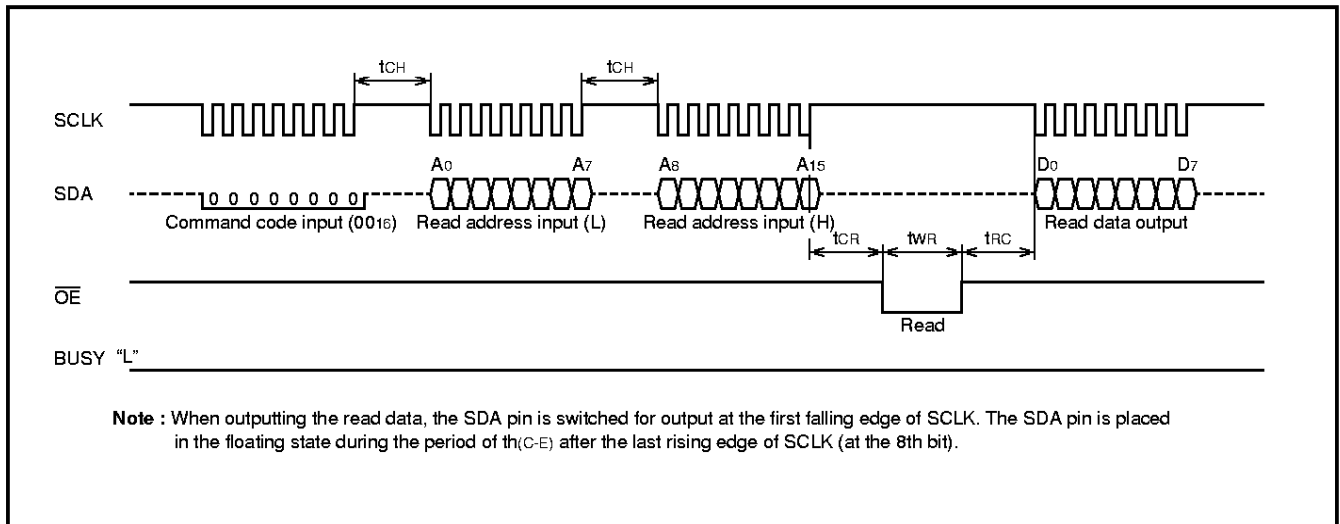 tCH tCH
SCLK
A0 A7 A8 A15 D0 D7
SDA 0 0 0 0 0 0 0 0
Command code input (0016) Read address input (L) Read address input (H) Read data output
tCR tWR tRC
OE
Read
BUSY “L”
Note : When outputting the read data, the SDA pin is switched for output at the first falling edge of SCLK. The SDA pin is placed
in the floating state during the period of th(C-E) after the last rising edge of SCLK (at the 8th bit).